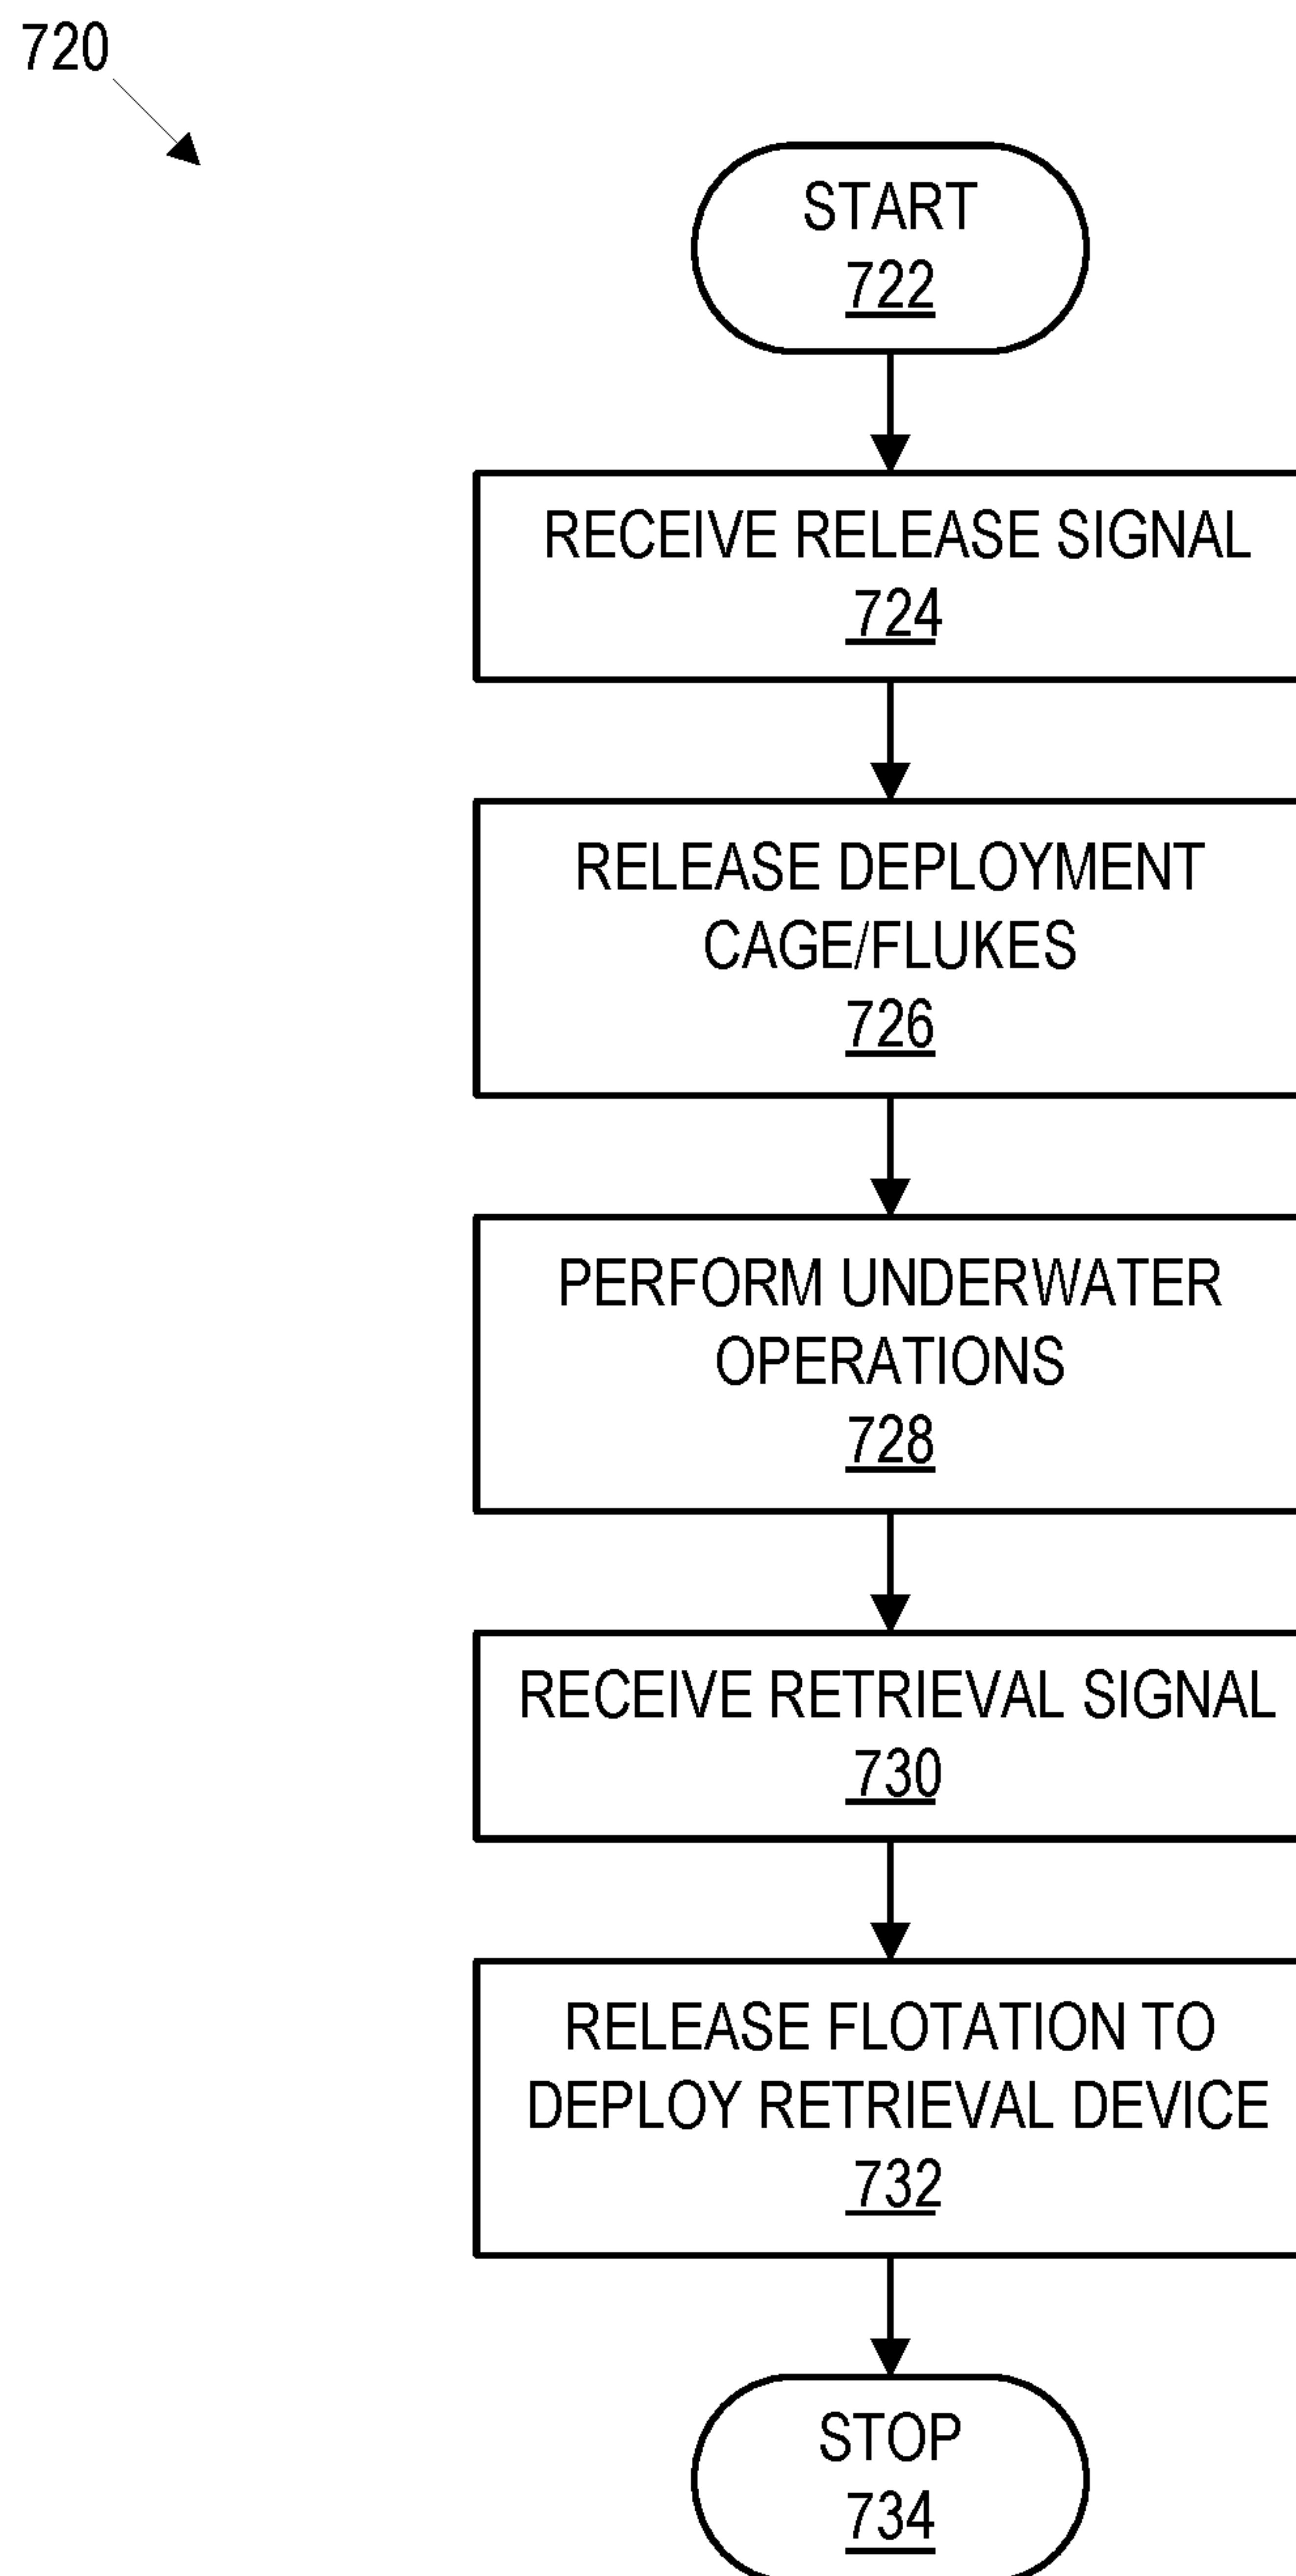 720
START
722
RECEIVE RELEASE SIGNAL
724
RELEASE DEPLOYMENT
CAGE/FLUKES
726
PERFORM UNDERWATER
OPERATIONS
728
RECEIVE RETRIEVAL SIGNAL
730
RELEASE FLOTATION TO
DEPLOY RETRIEVAL DEVICE
732
STOP
734